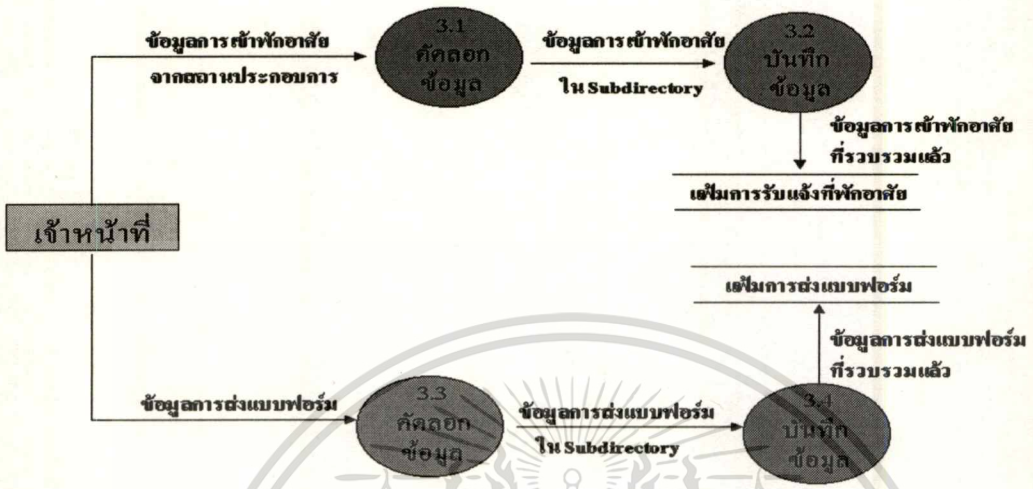 ข้อมูลการเข้าพักอาศัย
จากสถานประกอบการ
3.1
คัดลอก
ข้อมูล
ข้อมูลการเข้าพักอาศัย
ใน Subdirectory
3.2
บันทึก
ข้อมูล
ข้อมูลการเข้าพักอาศัย
ที่รวบรวมแล้ว
แฟ้มการรับแจ้งที่พักอาศัย
เจ้าหน้าที่
แฟ้มการส่งแบบฟอร์ม
ข้อมูลการส่งแบบฟอร์ม
ที่รวบรวมแล้ว
ข้อมูลการส่งแบบฟอร์ม
3.3
คัดลอก
ข้อมูล
ข้อมูลการส่งแบบฟอร์ม
ใน Subdirectory
3.4
บันทึก
ข้อมูล